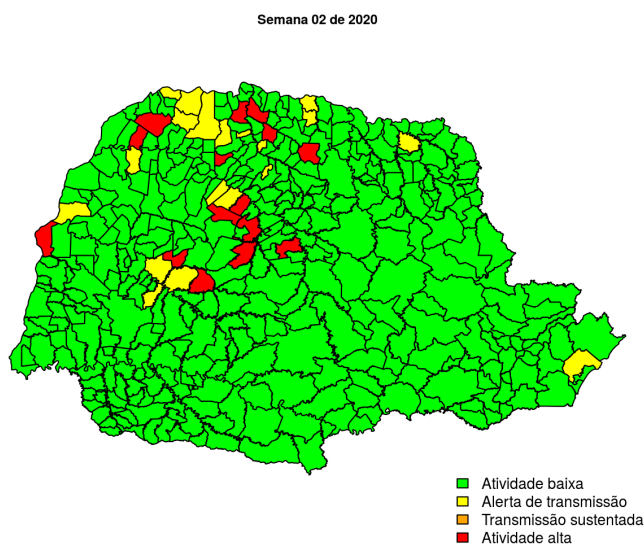 Semana 02 de 2020
Atividade baixa
Alerta de transmissão
Transmissão sustentada
Atividade alta